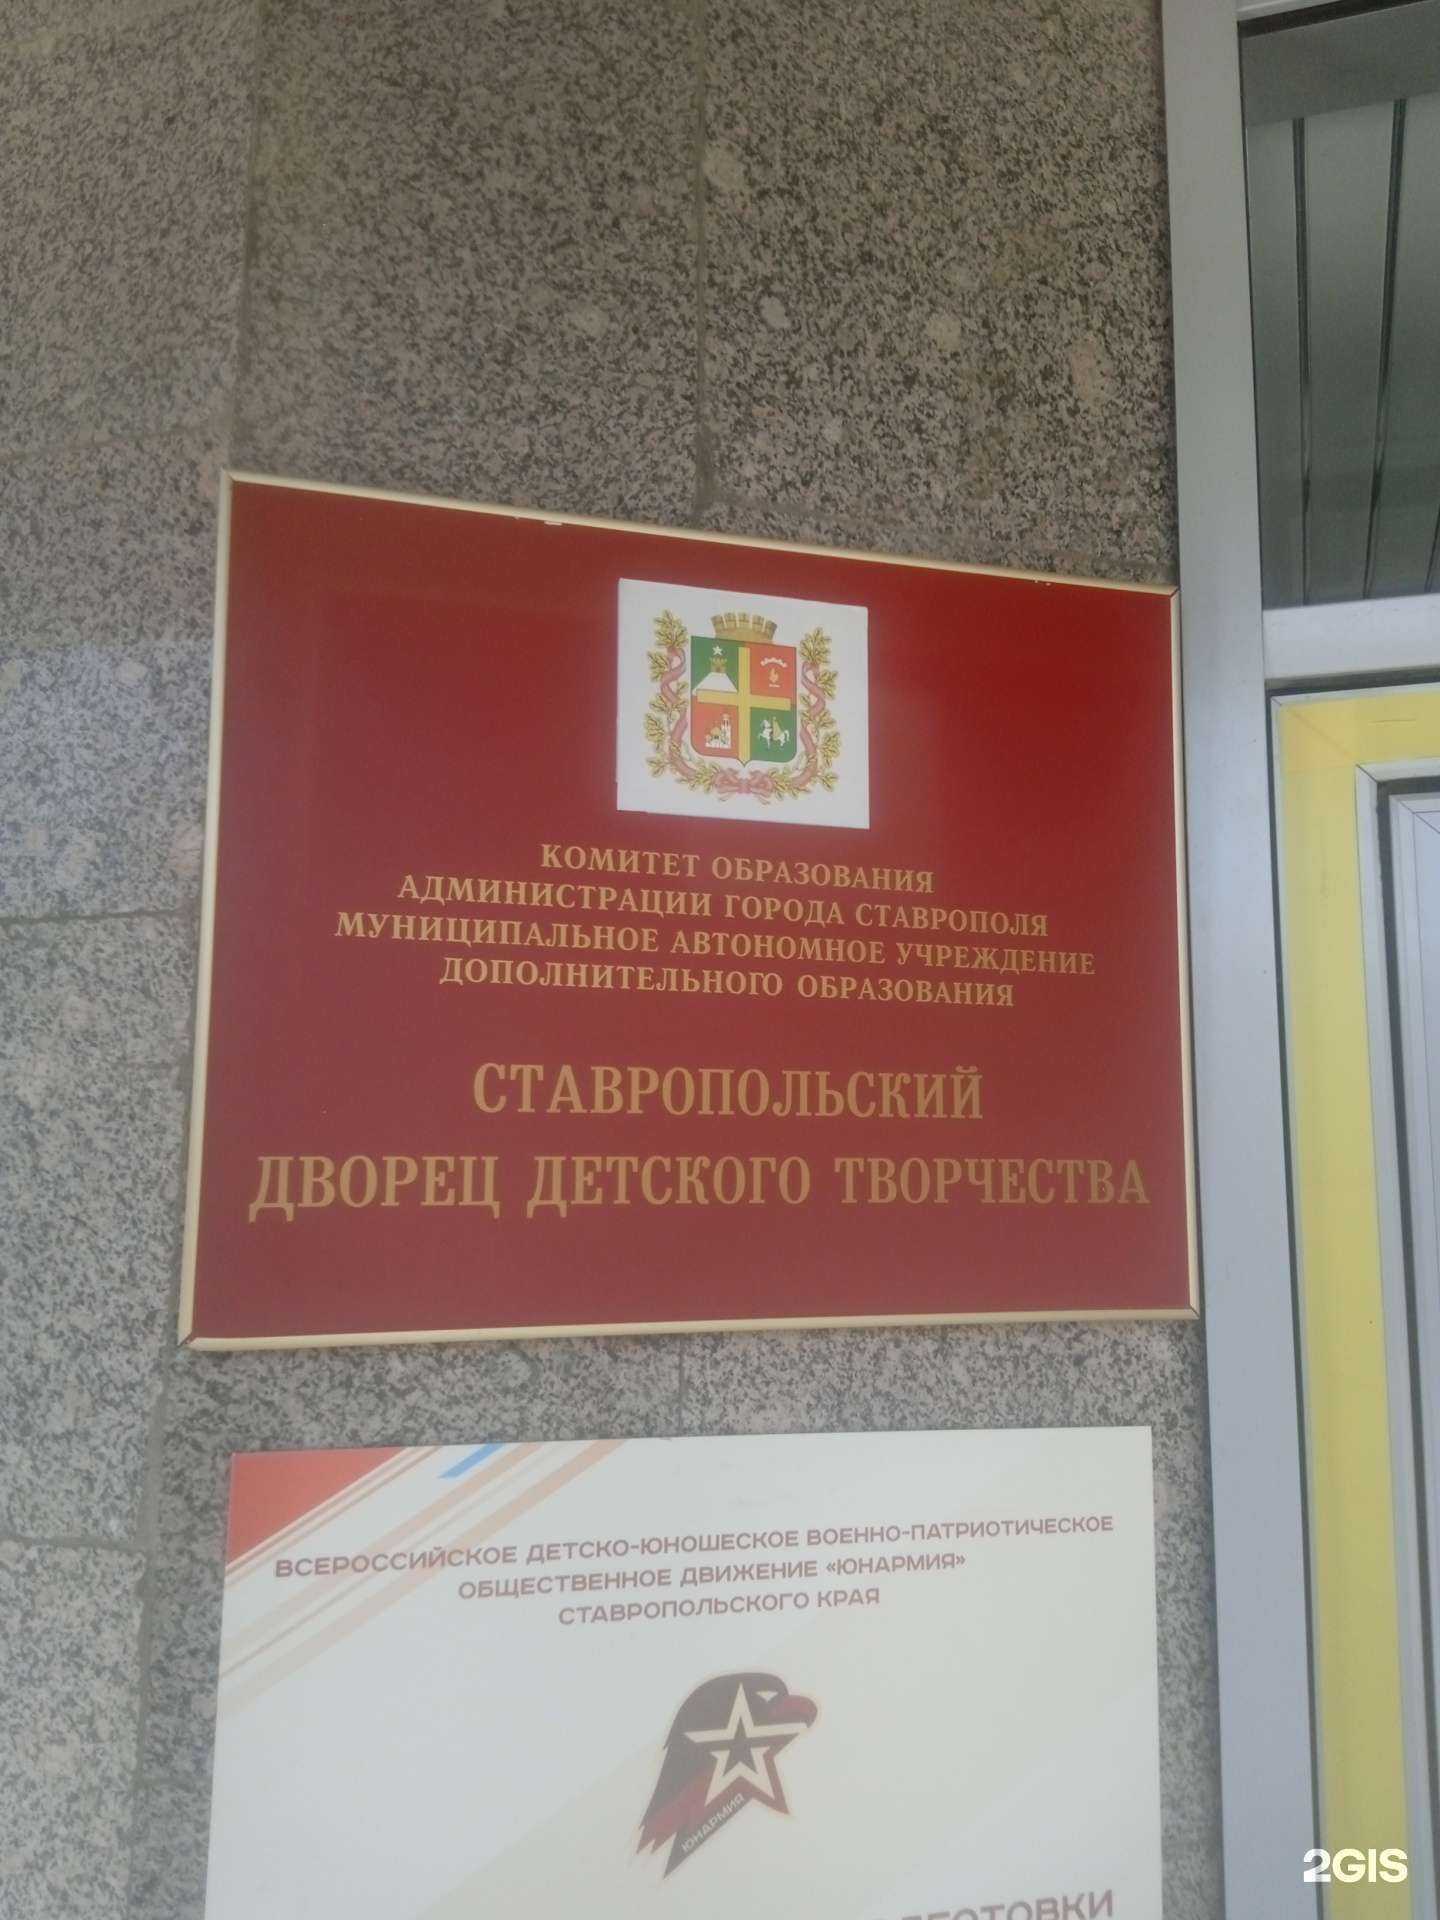 КОМИТЕТ ОБРАЗОВАНИЯ
АДМИНИСТРАЦИИ ГОРОДА СТАВРОПОЛЯ
МУНИЦИПАЛЬНОЕ АВТОНОМНОЕ УЧРЕЖДЕНИЕ
ДОПОЛНИТЕЛЬНОГО ОБРАЗОВАНИЯ
СТАВРОПОЛЬСКИЙ
ДВОРЕЦ ДЕТСКОГО ТВОРЧЕСТВА
ВСЕРОССИЙСКОЕ ДЕТСКО-ЮНОШЕСКОЕ ВОЕННО-ПАТРИОТИЧЕСКОЕ
ОБЩЕСТВЕННОЕ ДВИЖЕНИЕ «ЮНАРМИЯ»
СТАВРОПОЛЬСКОГО КРАЯ
ЮНАРМИЯ
2GIS